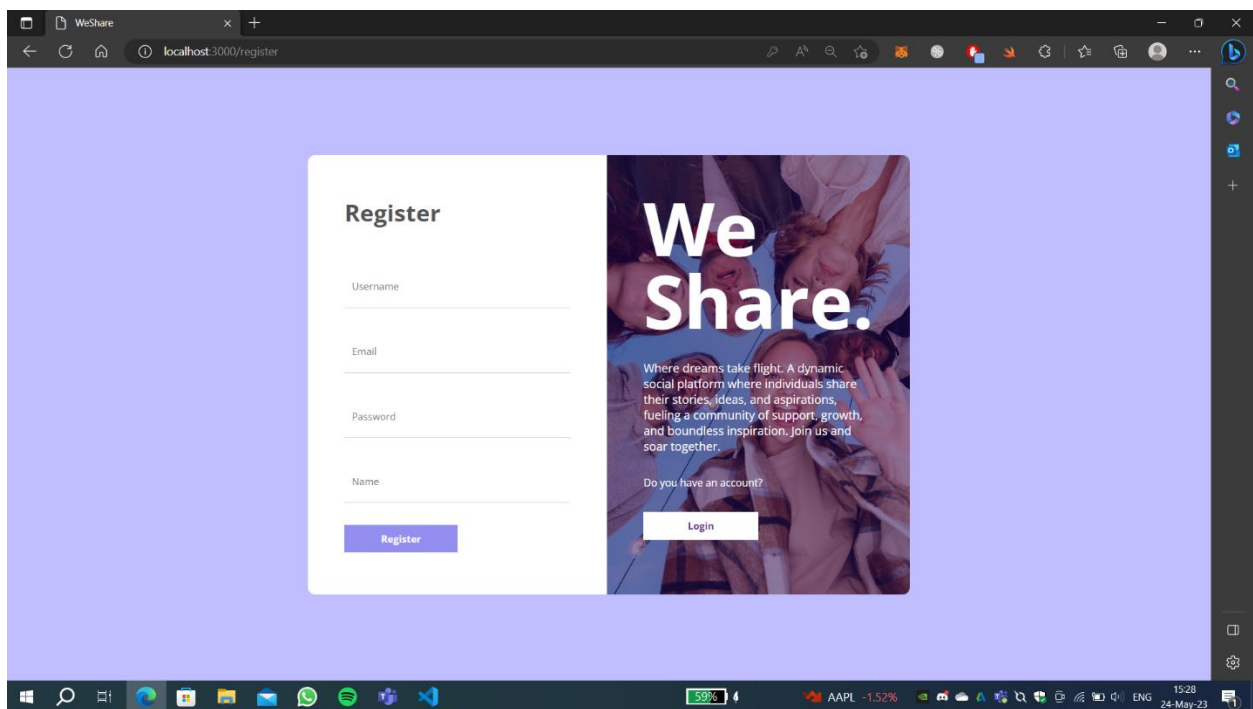 WeShare
localhost:3000/register
Register
Username
Email
Password
Name
Register
We
Share.
Where dreams take flight. A dynamic
social platform where individuals share
their stories, ideas, and aspirations,
fueling a community of support, growth,
and boundless inspiration. Join us and
soar together.
Do you have an account?
Login
59%
AAPL -1.52%
ENG
15:28
24-May-23